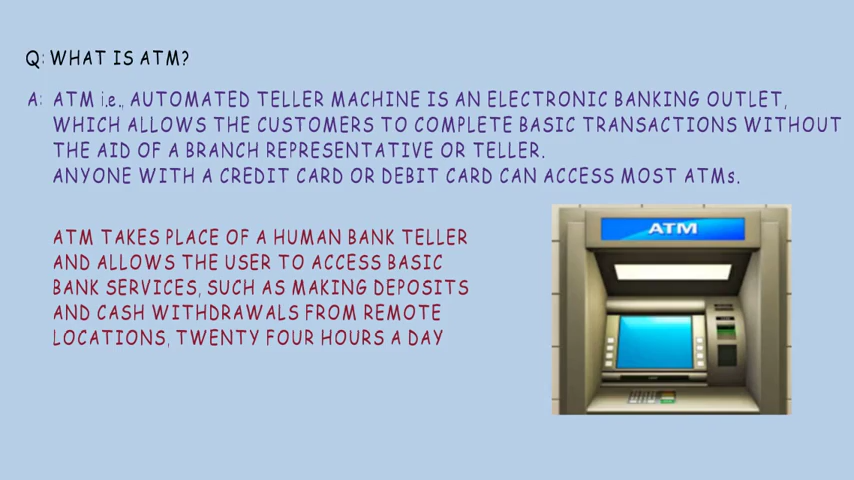 Q: WHAT IS ATM?
A: ATM i.e., AUTOMATED TELLER MACHINE IS AN ELECTRONIC BANKING OUTLET,
WHICH ALLOWS THE CUSTOMERS TO COMPLETE BASIC TRANSACTIONS WITHOUT
THE AID OF A BRANCH REPRESENTATIVE OR TELLER.
ANYONE WITH A CREDIT CARD OR DEBIT CARD CAN ACCESS MOST ATMs.
ATM TAKES PLACE OF A HUMAN BANK TELLER
AND ALLOWS THE USER TO ACCESS BASIC
BANK SERVICES, SUCH AS MAKING DEPOSITS
AND CASH WITHDRAWALS FROM REMOTE
LOCATIONS, TWENTY FOUR HOURS A DAY
ATM